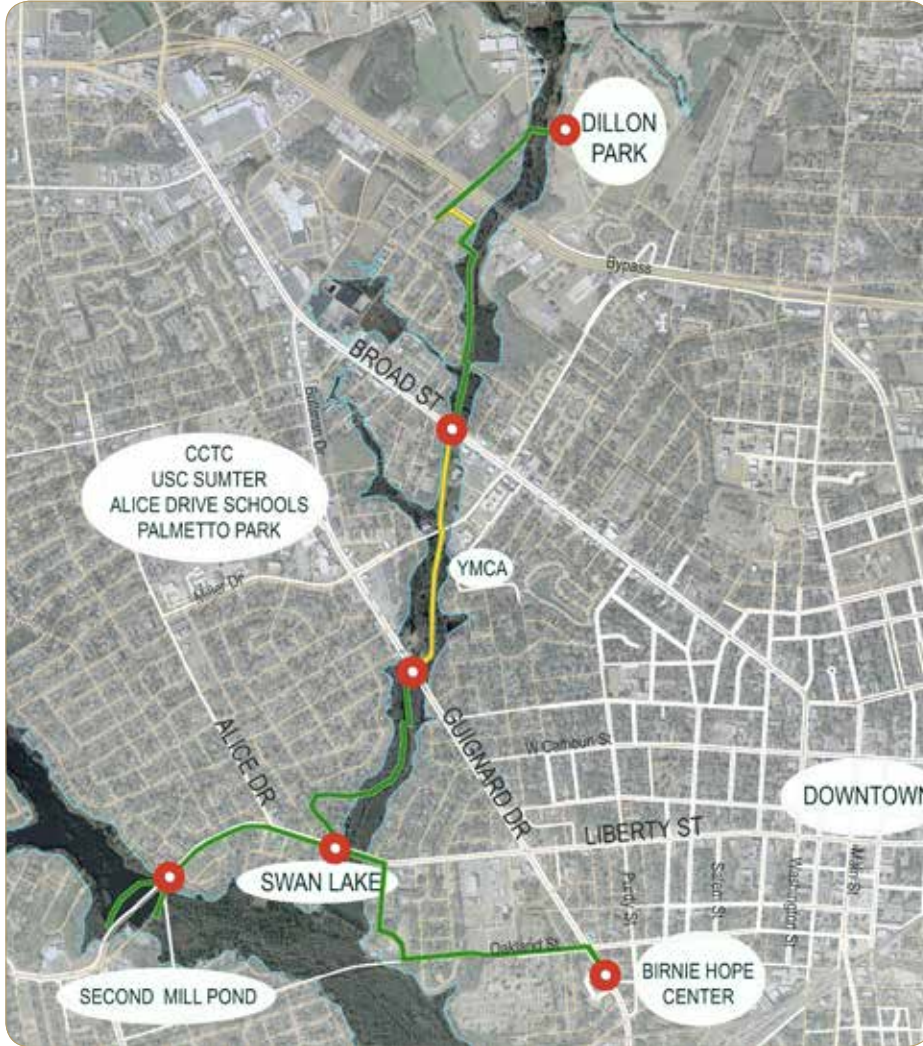 DILLON
PARK
Bypass
BROAD ST
Bultman Dr
CCTC
USC SUMTER
ALICE DRIVE SCHOOLS
PALMETTO PARK
YMCA
Miller Dr
ALICE DR
GUIGNARD DR
W Calhoun St
DOWNTOWN
LIBERTY ST
SWAN LAKE
Purdy St
Washington St
Main St
Oakland St
SECOND MILL POND
BIRNIE HOPE
CENTER